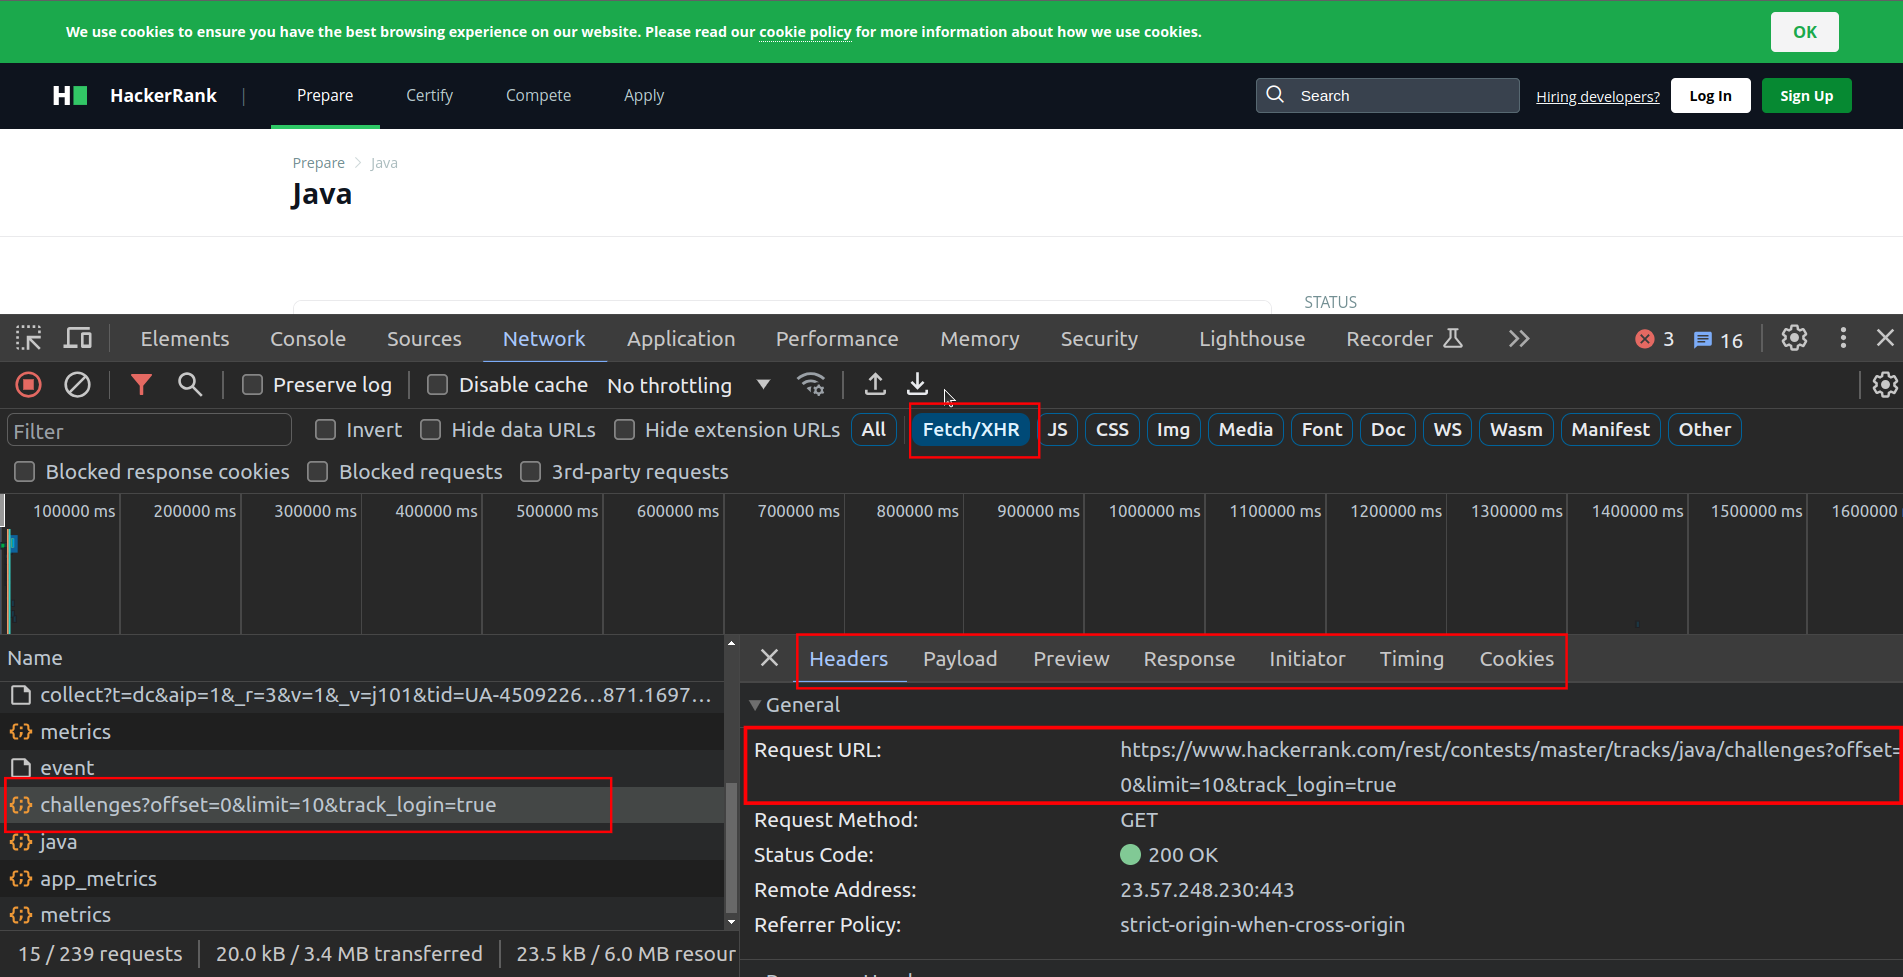 We use cookies to ensure you have the best browsing experience on our website. Please read our cookie policy for more information about how we use cookies.
OK
HackerRank | Prepare Certify Compete Apply Search Hiring developers? Log In Sign Up
Prepare > Java
Java
STATUS
Elements Console Sources Network Application Performance Memory Security Lighthouse Recorder 3 16
Preserve log Disable cache No throttling
Filter Invert Hide data URLs Hide extension URLs All Fetch/XHR JS CSS Img Media Font Doc WS Wasm Manifest Other
Blocked response cookies Blocked requests 3rd-party requests
100000 ms 200000 ms 300000 ms 400000 ms 500000 ms 600000 ms 700000 ms 800000 ms 900000 ms 1000000 ms 1100000 ms 1200000 ms 1300000 ms 1400000 ms 1500000 ms 1600000
Name
collect?t=dc&aip=1&_r=3&v=1&_v=j101&tid=UA-4509226…871.1697…
metrics
event
challenges?offset=0&limit=10&track_login=true
java
app_metrics
metrics
15 / 239 requests 20.0 kB / 3.4 MB transferred 23.5 kB / 6.0 MB resour
Headers Payload Preview Response Initiator Timing Cookies
General
Request URL: https://www.hackerrank.com/rest/contests/master/tracks/java/challenges?offset=
0&limit=10&track_login=true
Request Method: GET
Status Code: 200 OK
Remote Address: 23.57.248.230:443
Referrer Policy: strict-origin-when-cross-origin